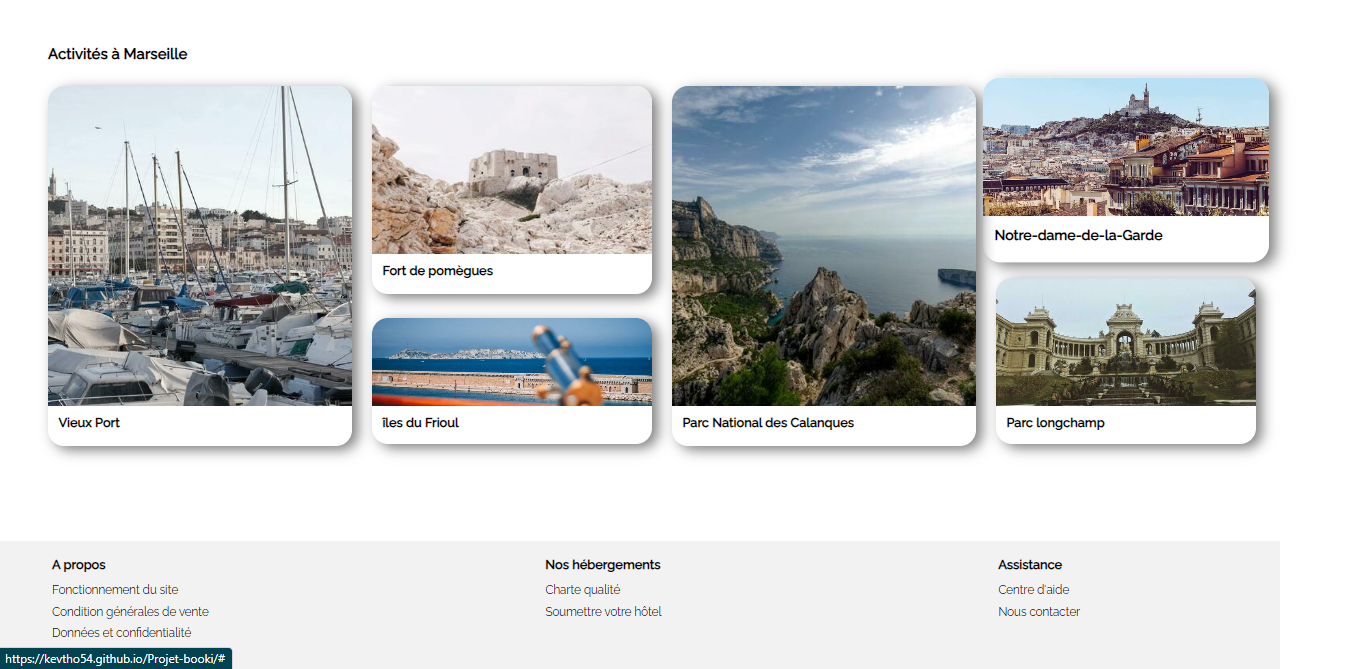 Activités à Marseille
Vieux Port
Fort de pomègues
îles du Frioul
Parc National des Calanques
Notre-dame-de-la-Garde
Parc longchamp
A propos
Fonctionnement du site
Condition générales de vente
Données et confidentialité
Nos hébergements
Charte qualité
Soumettre votre hôtel
Assistance
Centre d'aide
Nous contacter
https://kevtho54.github.io/Projet-booki/#